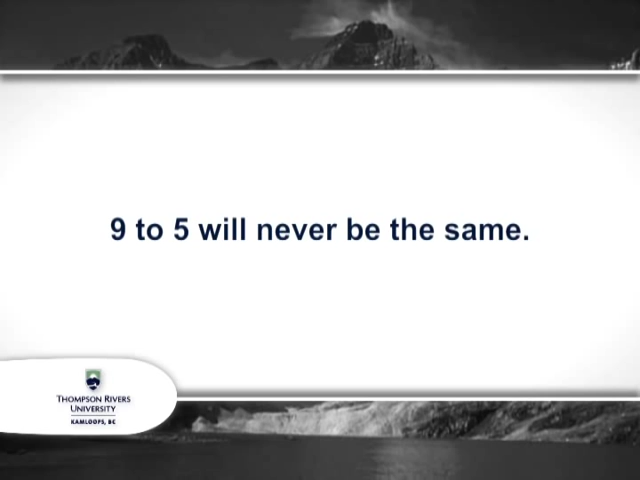 9 to 5 will never be the same.
THOMPSON RIVERS
UNIVERSITY
KAMLOOPS, BC